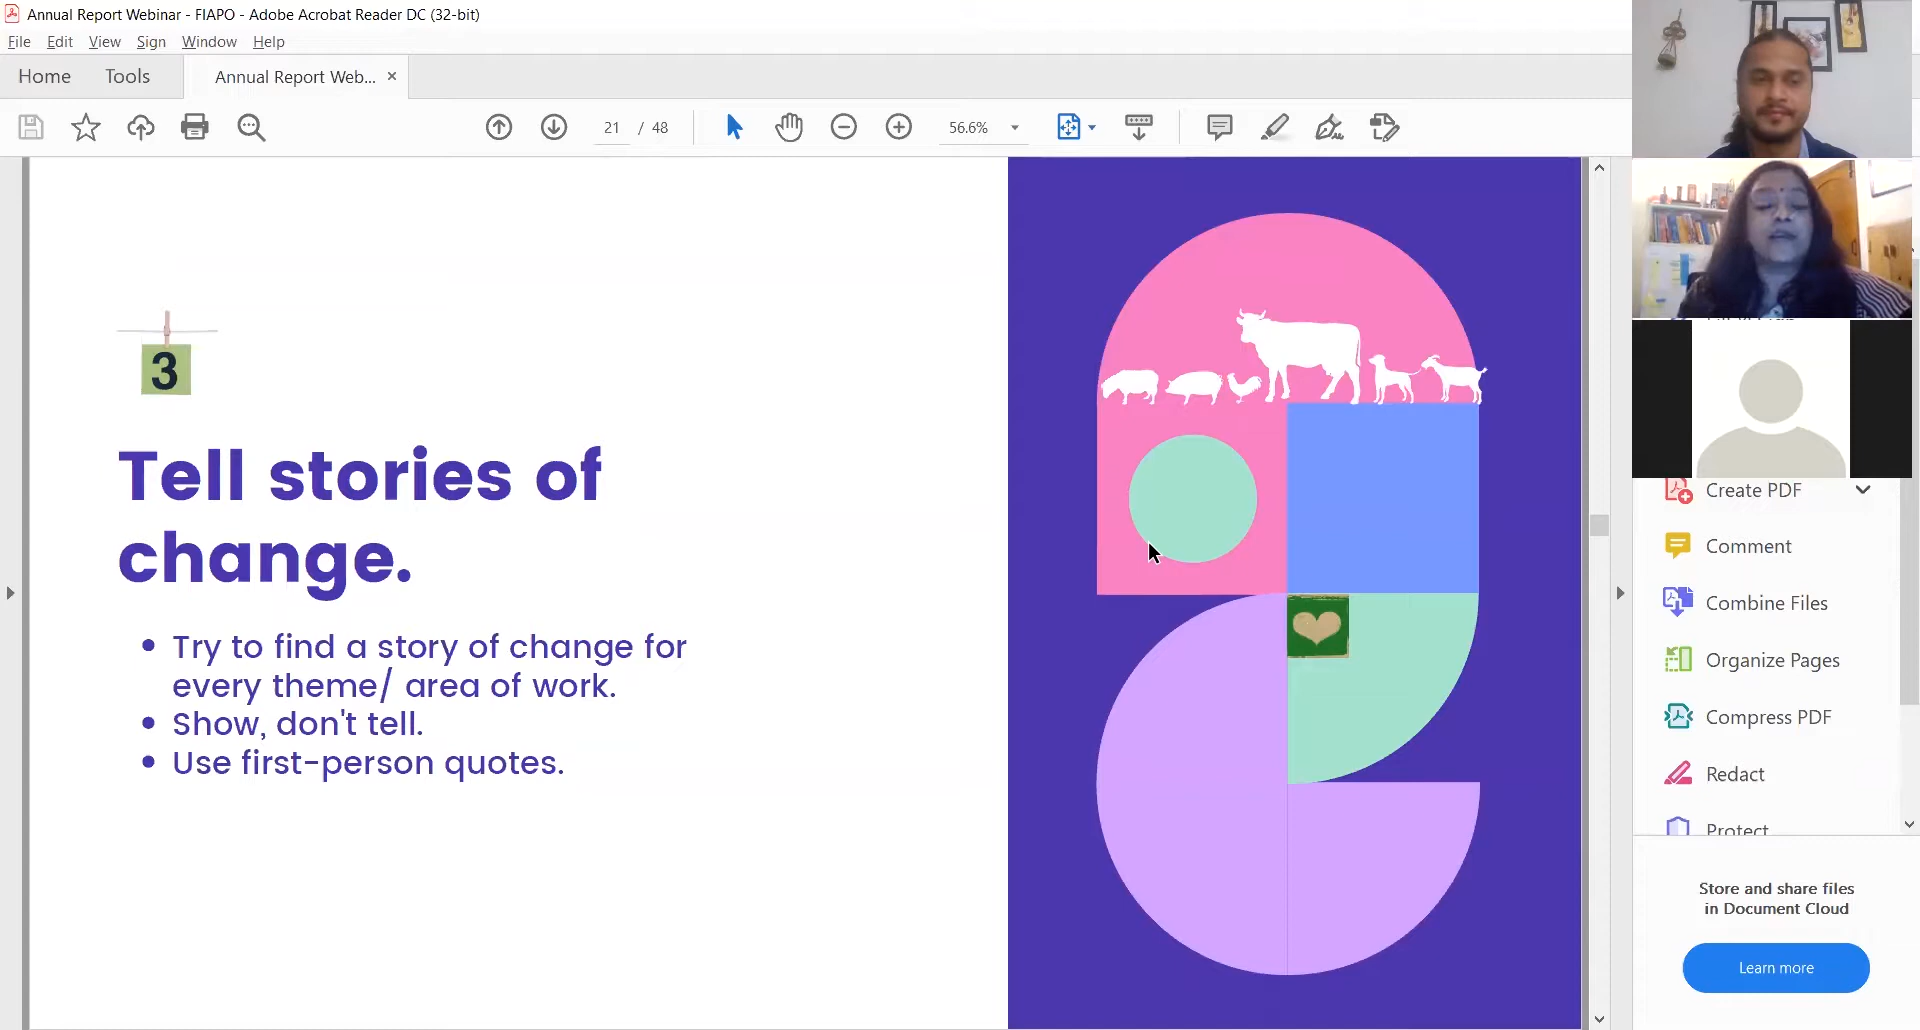 Annual Report Webinar - FIAPO - Adobe Acrobat Reader DC (32-bit)
File Edit View Sign Window Help
Home Tools Annual Report Web... ×
21 / 48 56.6%
3
Tell stories of
change.
• Try to find a story of change for
every theme/ area of work.
• Show, don't tell.
• Use first-person quotes.
Create PDF
Comment
Combine Files
Organize Pages
Compress PDF
Redact
Protect
Store and share files
in Document Cloud
Learn more